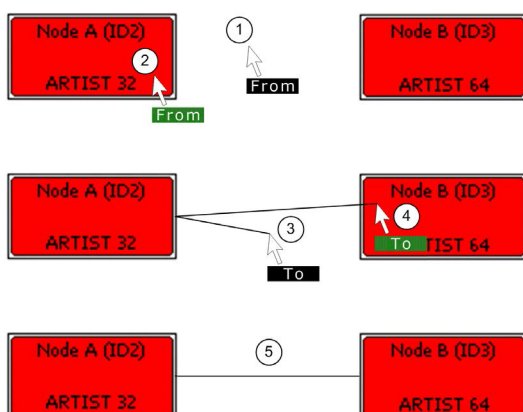 Node A (ID2)
ARTIST 32
2
From
1
From
Node B (ID3)
ARTIST 64
Node A (ID2)
ARTIST 32
3
To
Node B (ID3)
4
To
TIST 64
Node A (ID2)
ARTIST 32
5
Node B (ID3)
ARTIST 64